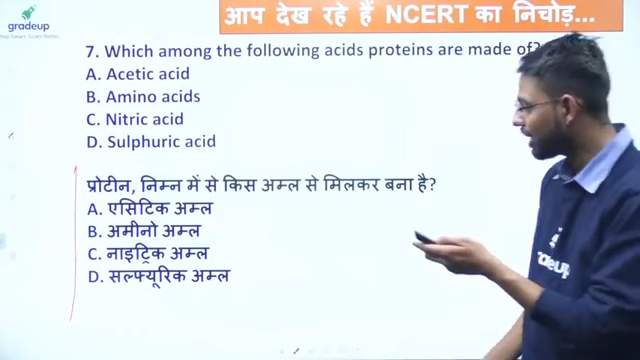 gradeup
आप देख रहे हैं NCERT का निचोड़...
7. Which among the following acids proteins are made of?
A. Acetic acid
B. Amino acids
C. Nitric acid
D. Sulphuric acid
प्रोटीन, निम्न में से किस अम्ल से मिलकर बना है?
A. एसिटिक अम्ल
B. अमीनो अम्ल
C. नाइट्रिक अम्ल
D. सल्फ्यूरिक अम्ल